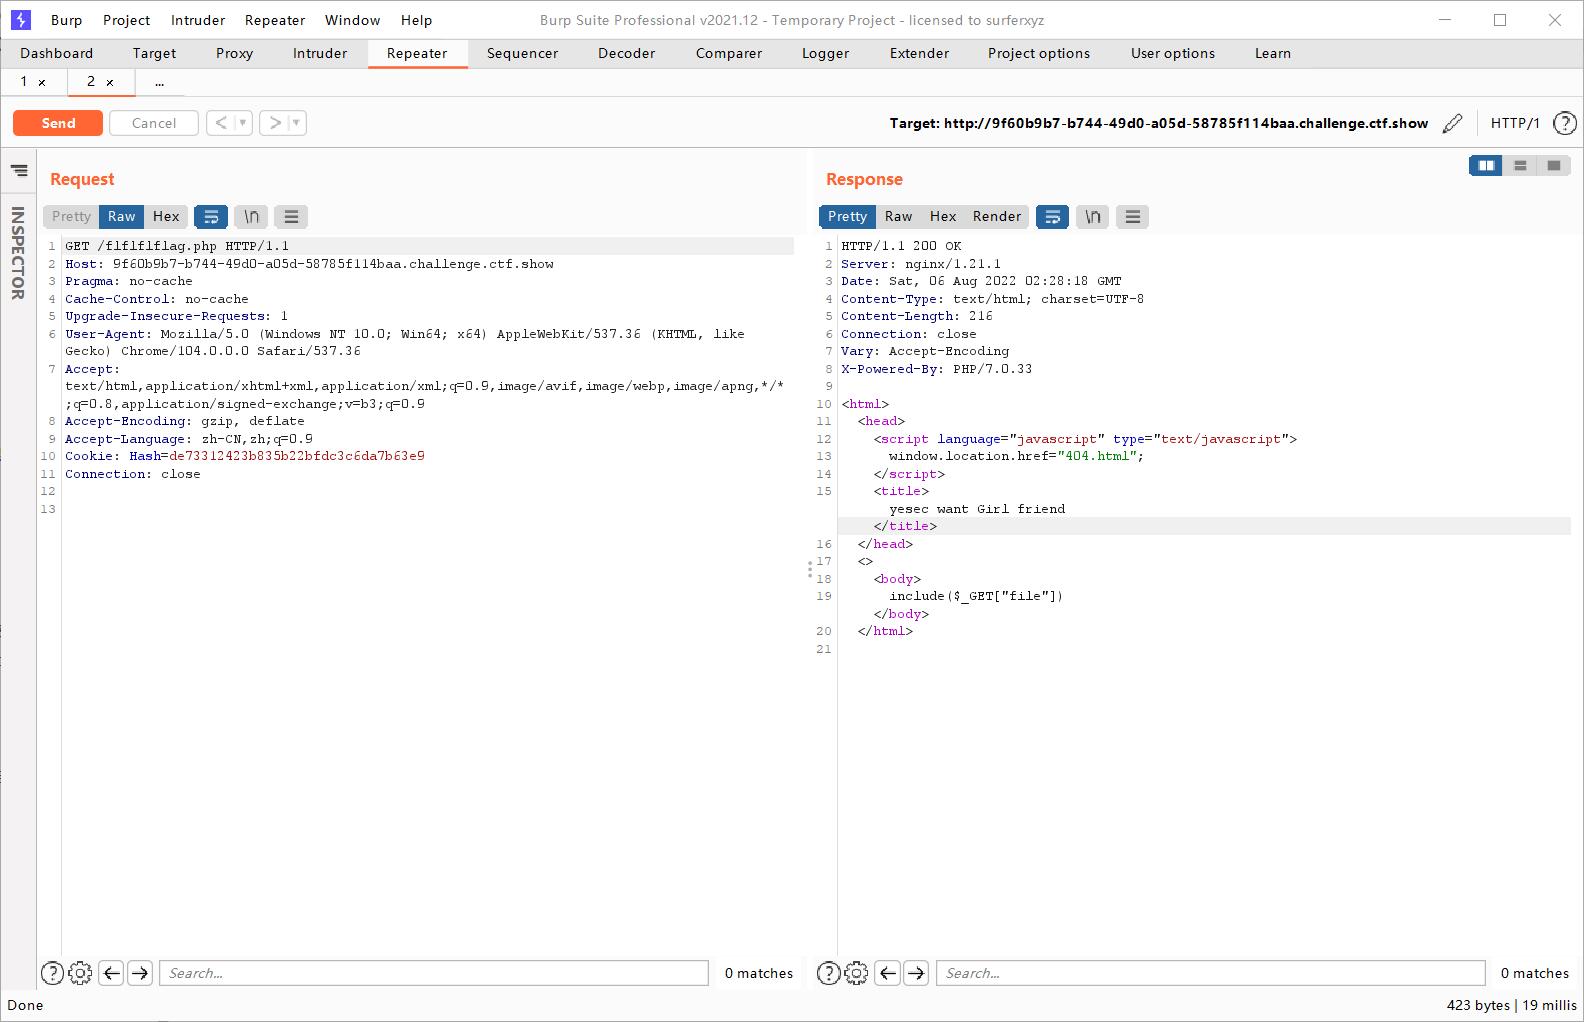 Burp Project Intruder Repeater Window Help Burp Suite Professional v2021.12 - Temporary Project - licensed to surferxyz
Dashboard Target Proxy Intruder Repeater Sequencer Decoder Comparer Logger Extender Project options User options Learn
1 × 2 × ...
Send Cancel < > Target: http://9f60b9b7-b744-49d0-a05d-58785f114baa.challenge.ctf.show HTTP/1 ?
INSPECTOR
Request
Pretty Raw Hex \n
1 GET /flflflflag.php HTTP/1.1
2 Host: 9f60b9b7-b744-49d0-a05d-58785f114baa.challenge.ctf.show
3 Pragma: no-cache
4 Cache-Control: no-cache
5 Upgrade-Insecure-Requests: 1
6 User-Agent: Mozilla/5.0 (Windows NT 10.0; Win64; x64) AppleWebKit/537.36 (KHTML, like
Gecko) Chrome/104.0.0.0 Safari/537.36
7 Accept:
text/html,application/xhtml+xml,application/xml;q=0.9,image/avif,image/webp,image/apng,*/*
;q=0.8,application/signed-exchange;v=b3;q=0.9
8 Accept-Encoding: gzip, deflate
9 Accept-Language: zh-CN,zh;q=0.9
10 Cookie: Hash=de73312423b835b22bfdc3c6da7b63e9
11 Connection: close
12
13
? Search... 0 matches
Response
Pretty Raw Hex Render \n
1 HTTP/1.1 200 OK
2 Server: nginx/1.21.1
3 Date: Sat, 06 Aug 2022 02:28:18 GMT
4 Content-Type: text/html; charset=UTF-8
5 Content-Length: 216
6 Connection: close
7 Vary: Accept-Encoding
8 X-Powered-By: PHP/7.0.33
9
10 <html>
11 <head>
12 <script language="javascript" type="text/javascript">
13 window.location.href="404.html";
14 </script>
15 <title>
yesec want Girl friend
</title>
16 </head>
17 <>
18 <body>
19 include($_GET["file"])
</body>
20 </html>
21
? Search... 0 matches
Done 423 bytes | 19 millis